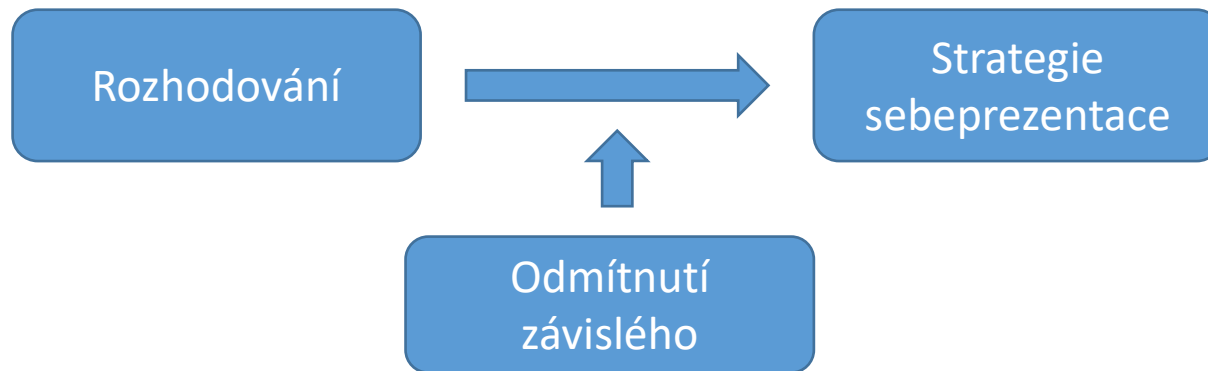 Rozhodování
Strategie
sebeprezentace
Odmítnutí
závislého